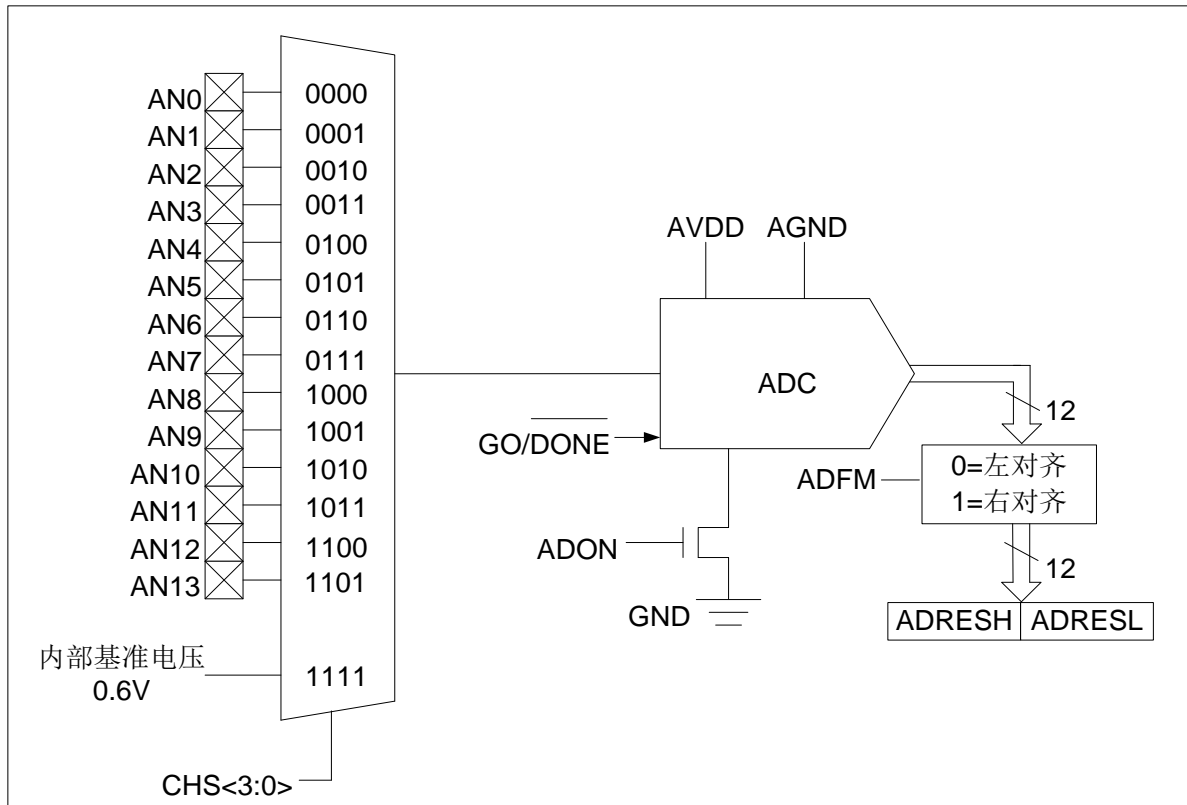 AN0
0000
AN1
0001
AN2
0010
AN3
0011
AN4
0100
AN5
0101
AN6
0110
AN7
0111
AN8
1000
AN9
1001
AN10
1010
AN11
1011
AN12
1100
AN13
1101
内部基准电压
0.6V
1111
CHS<3:0>
AVDD
AGND
ADC
GO/DONE
ADON
GND
12
ADFM
0=左对齐
1=右对齐
12
ADRESH
ADRESL